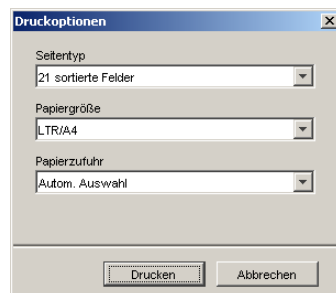 Druckoptionen
Seitentyp
21 sortierte Felder
Papiergröße
LTR/A4
Papierzufuhr
Autom. Auswahl
Drucken
Abbrechen